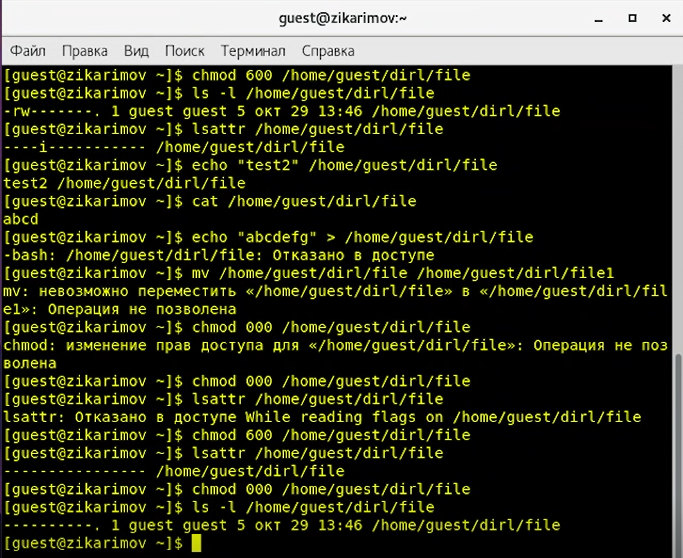 guest@zikarimov:~
Файл Правка Вид Поиск Терминал Справка
[guest@zikarimov ~]$ chmod 600 /home/guest/dirl/file
[guest@zikarimov ~]$ ls -l /home/guest/dirl/file
-rw-------. 1 guest guest 5 окт 29 13:46 /home/guest/dirl/file
[guest@zikarimov ~]$ lsattr /home/guest/dirl/file
----i----------- /home/guest/dirl/file
[guest@zikarimov ~]$ echo "test2" /home/guest/dirl/file
test2 /home/guest/dirl/file
[guest@zikarimov ~]$ cat /home/guest/dirl/file
abcd
[guest@zikarimov ~]$ echo "abcdefg" > /home/guest/dirl/file
-bash: /home/guest/dirl/file: Отказано в доступе
[guest@zikarimov ~]$ mv /home/guest/dirl/file /home/guest/dirl/file1
mv: невозможно переместить «/home/guest/dirl/file» в «/home/guest/dirl/fil
e1»: Операция не позволена
[guest@zikarimov ~]$ chmod 000 /home/guest/dirl/file
chmod: изменение прав доступа для «/home/guest/dirl/file»: Операция не поз
волена
[guest@zikarimov ~]$ chmod 000 /home/guest/dirl/file
[guest@zikarimov ~]$ lsattr /home/guest/dirl/file
lsattr: Отказано в доступе While reading flags on /home/guest/dirl/file
[guest@zikarimov ~]$ chmod 600 /home/guest/dirl/file
[guest@zikarimov ~]$ lsattr /home/guest/dirl/file
---------------- /home/guest/dirl/file
[guest@zikarimov ~]$ chmod 000 /home/guest/dirl/file
[guest@zikarimov ~]$ ls -l /home/guest/dirl/file
----------. 1 guest guest 5 окт 29 13:46 /home/guest/dirl/file
[guest@zikarimov ~]$